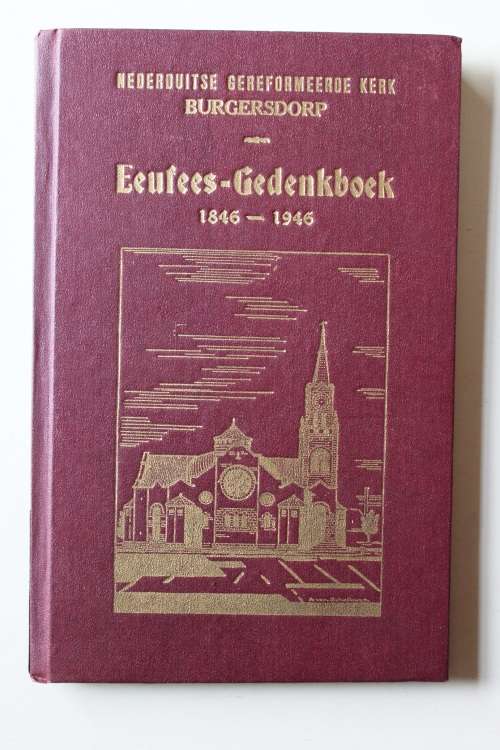 NEDERDUITSE GEREFORMEERDE KERK
BURGERSDORP
Eeufees-Gedenkboek
1846 — 1946